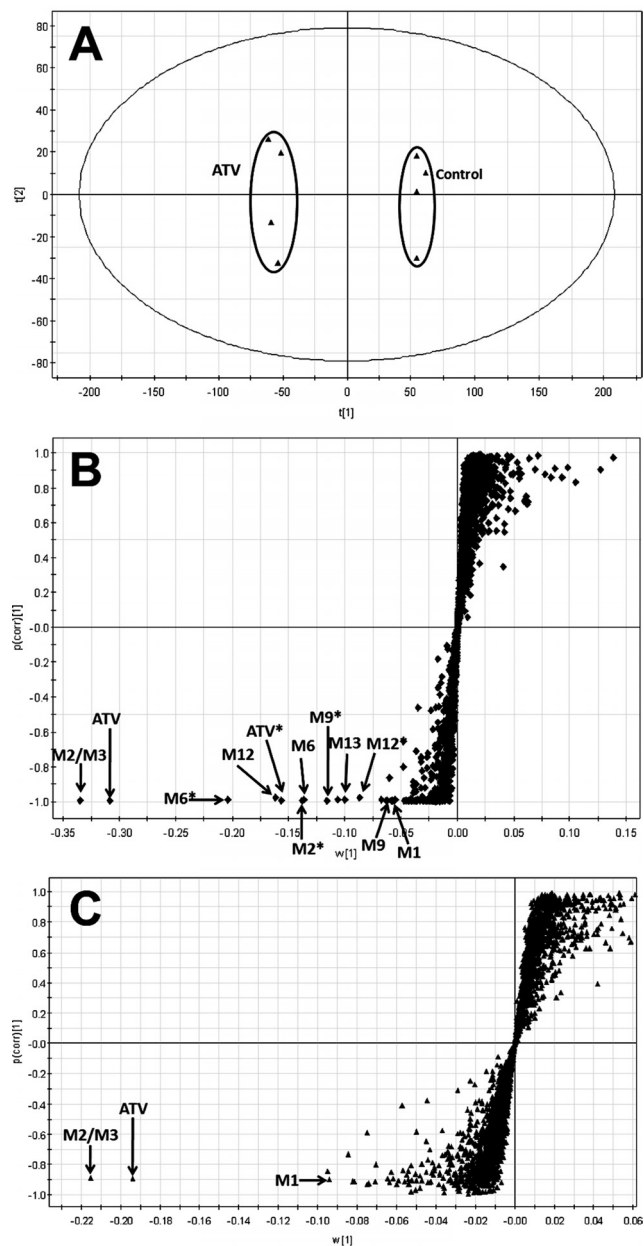 A
80
60
40
20
0
-20
-40
-60
-80
t[2]
ATV
Control
-200 -150 -100 -50 0 50 100 150 200
t[1]
B
1.0
0.8
0.6
0.4
0.2
-0.0
-0.2
-0.4
-0.6
-0.8
-1.0
p(corr)[1]
ATV
M2/M3
M6*
M12
ATV*
M6
M9*
M13
M12*
M2*
M9
M1
-0.35 -0.30 -0.25 -0.20 -0.15 -0.10 -0.05 0.00 0.05 0.10 0.15
w[1]
C
1.0
0.8
0.6
0.4
0.2
-0.0
-0.2
-0.4
-0.6
-0.8
-1.0
p(corr)[1]
ATV
M2/M3
M1
-0.22 -0.20 -0.18 -0.16 -0.14 -0.12 -0.10 -0.08 -0.06 -0.04 -0.02 -0.00 0.02 0.04 0.06
w[1]